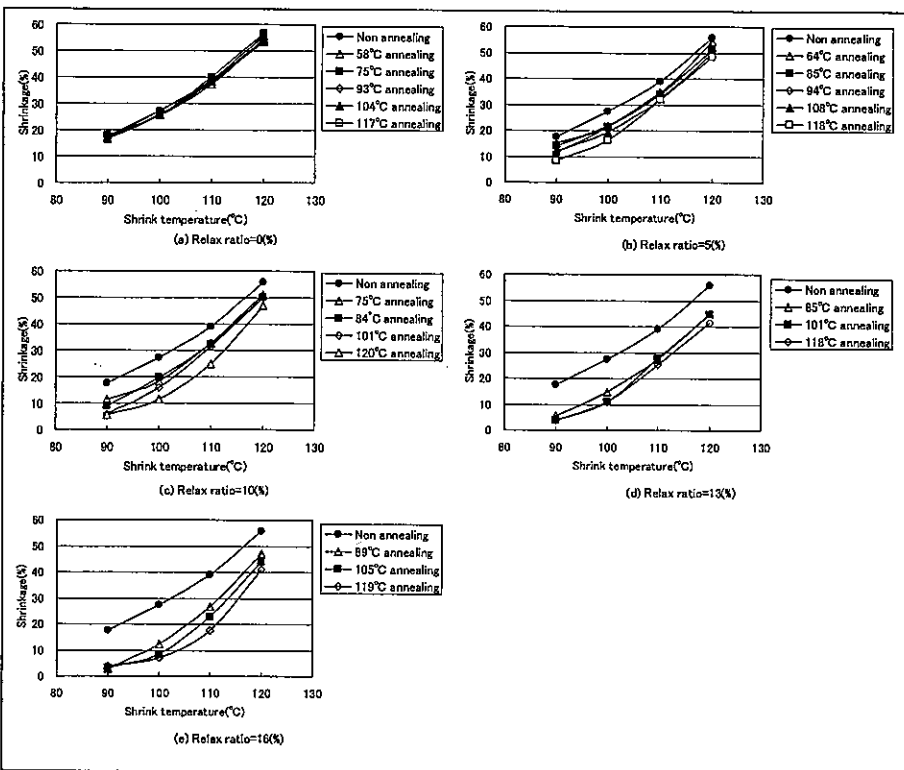 60
50
40
30
20
10
0
80 90 100 110 120 130
Shrinkage(%)
Shrink temperature(°C)
Non annealing
58°C annealing
75°C annealing
93°C annealing
104°C annealing
117°C annealing
(a) Relax ratio=0(%)
60
50
40
30
20
10
0
80 90 100 110 120 130
Shrinkage(%)
Shrink temperature(°C)
Non annealing
64°C annealing
85°C annealing
94°C annealing
108°C annealing
118°C annealing
(b) Relax ratio=5(%)
60
50
40
30
20
10
0
80 90 100 110 120 130
Shrinkage(%)
Shrink temperature(°C)
Non annealing
75°C annealing
84°C annealing
101°C annealing
120°C annealing
(c) Relax ratio=10(%)
60
50
40
30
20
10
0
80 90 100 110 120 130
Shrinkage(%)
Shrink temperature(°C)
Non annealing
85°C annealing
101°C annealing
118°C annealing
(d) Relax ratio=13(%)
60
50
40
30
20
10
0
80 90 100 110 120 130
Shrinkage(%)
Shrink temperature(°C)
Non annealing
89°C annealing
105°C annealing
119°C annealing
(e) Relax ratio=16(%)